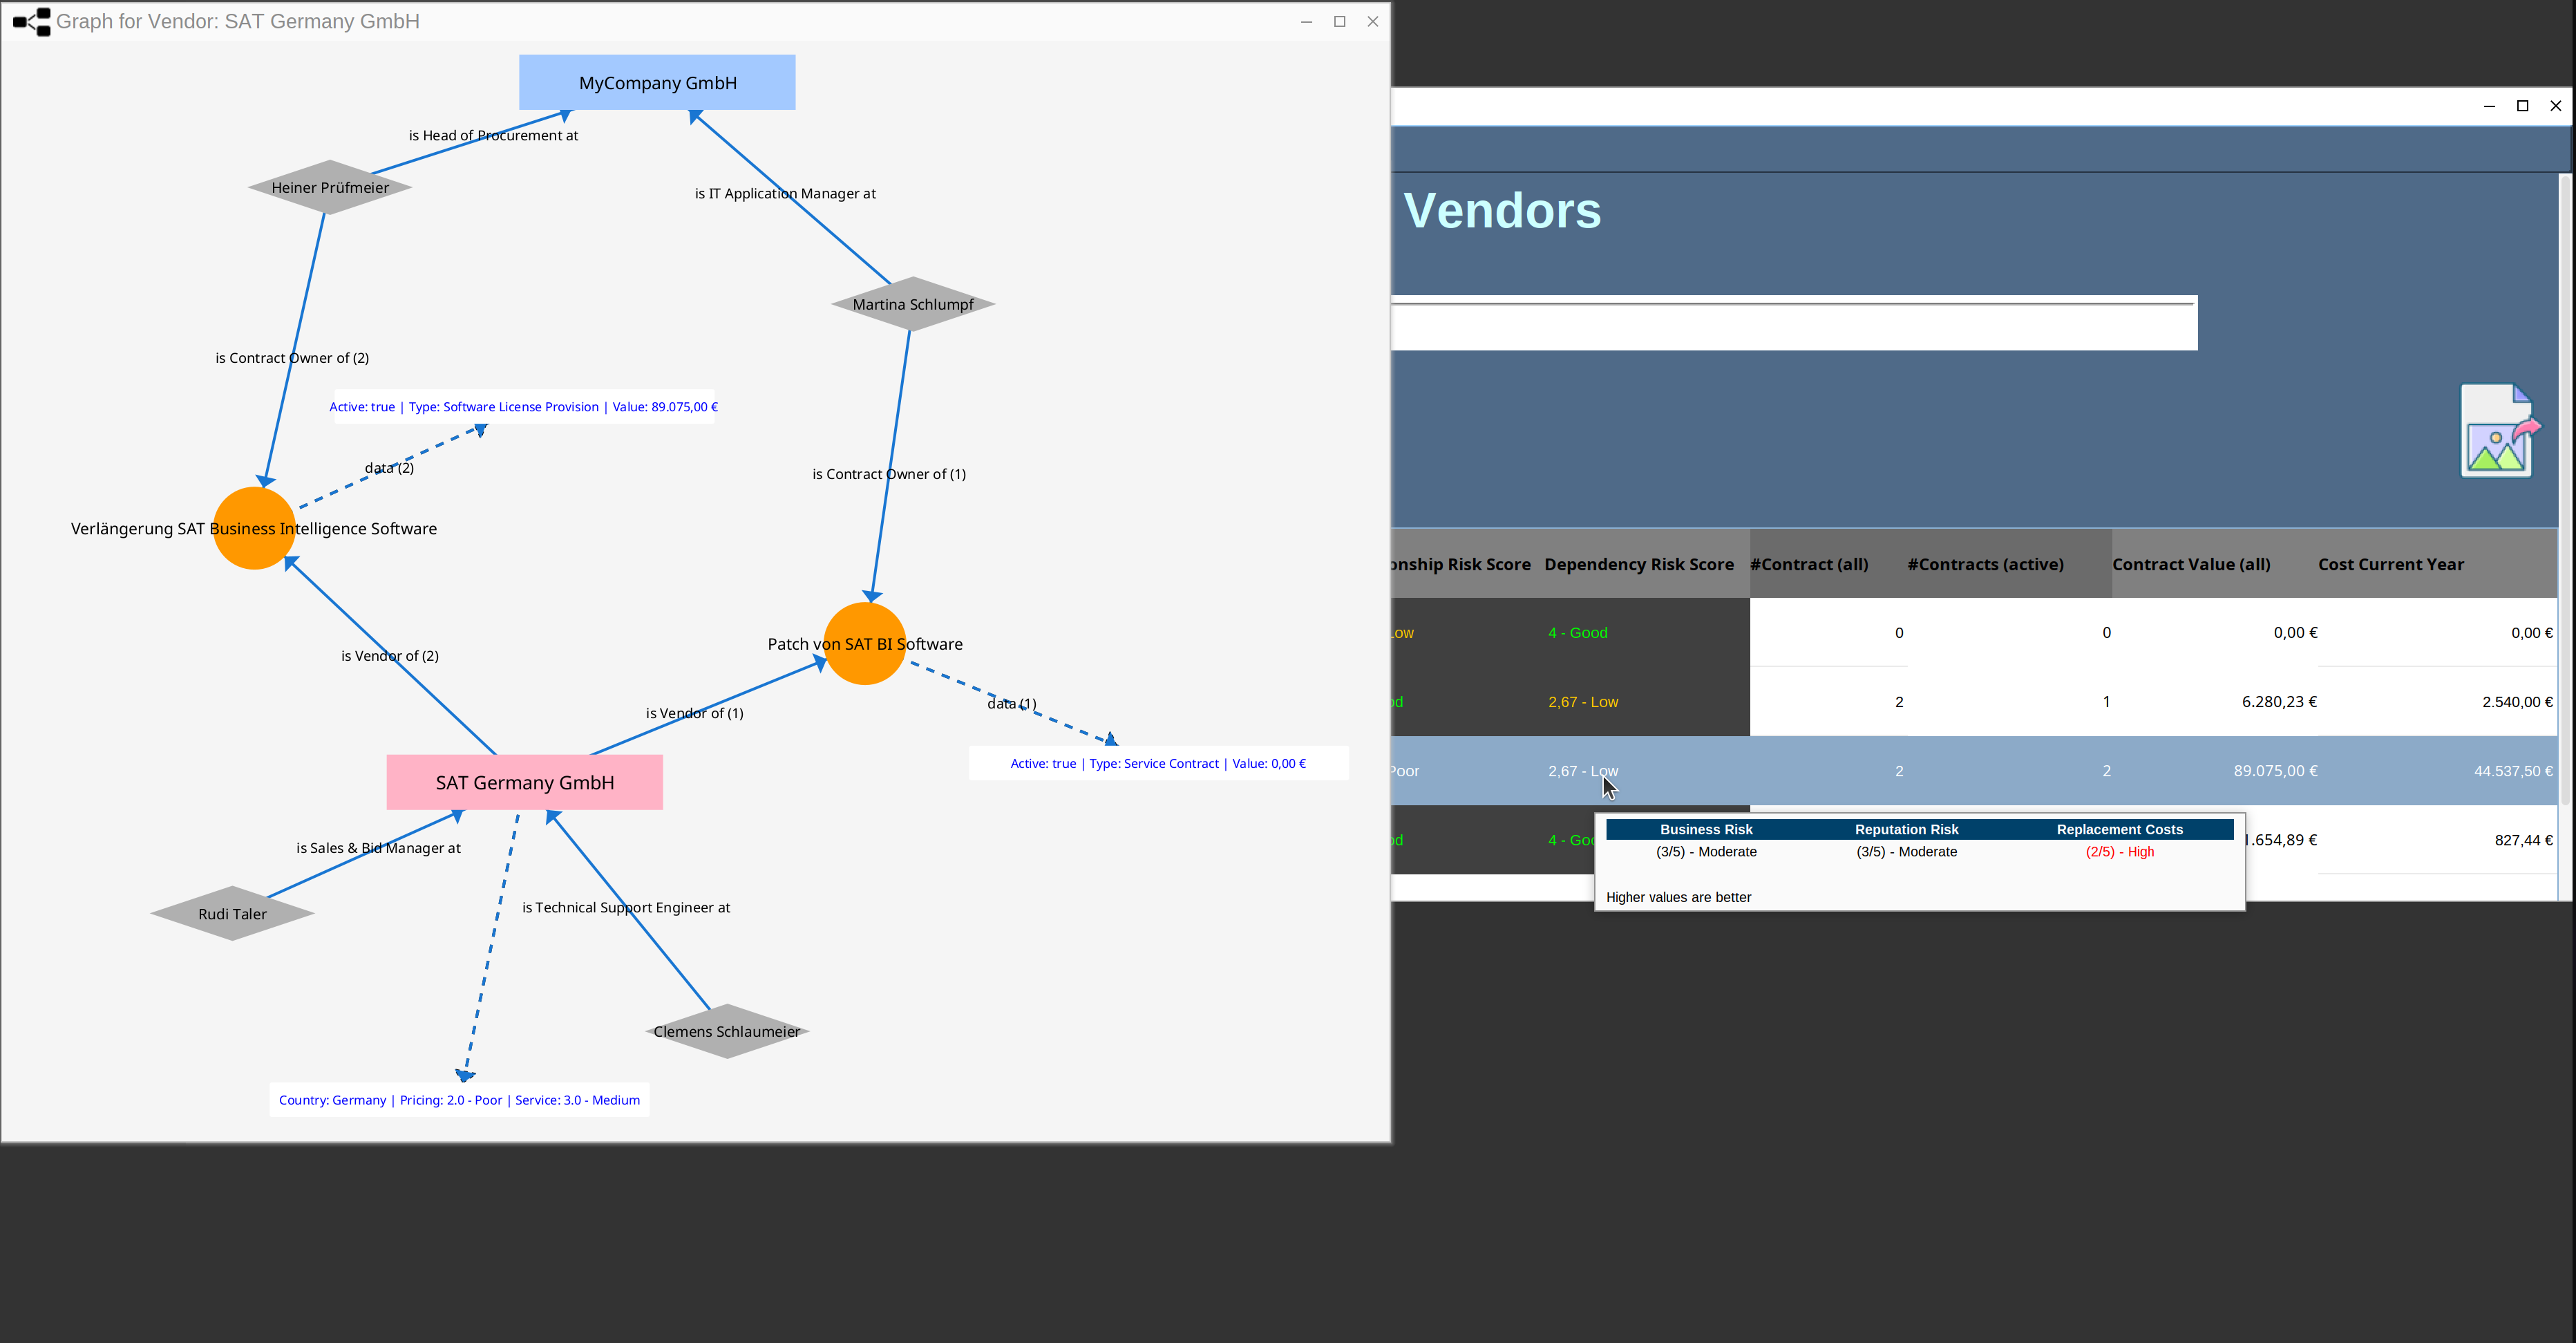 Graph for Vendor: SAT Germany GmbH
MyCompany GmbH
is Head of Procurement at
Heiner Prüfmeier
is IT Application Manager at
Martina Schlumpf
is Contract Owner of (2)
Active: true | Type: Software License Provision | Value: 89.075,00 €
data (2)
is Contract Owner of (1)
Verlängerung SAT Business Intelligence Software
Patch von SAT BI Software
is Vendor of (2)
is Vendor of (1)
data (1)
Active: true | Type: Service Contract | Value: 0,00 €
SAT Germany GmbH
is Sales & Bid Manager at
Rudi Taler
is Technical Support Engineer at
Clemens Schlaumeier
Country: Germany | Pricing: 2.0 - Poor | Service: 3.0 - Medium
Vendors
Risk Score Dependency Risk Score #Contract (all) #Contracts (active) Contract Value (all) Cost Current Year
Low 4 - Good 0 0 0,00 € 0,00 €
2,67 - Low 2 1 6.280,23 € 2.540,00 €
Poor 2,67 - Low 2 2 89.075,00 € 44.537,50 €
4 - .654,89 € 827,44 €
Business Risk Reputation Risk Replacement Costs
(3/5) - Moderate (3/5) - Moderate (2/5) - High
Higher values are better